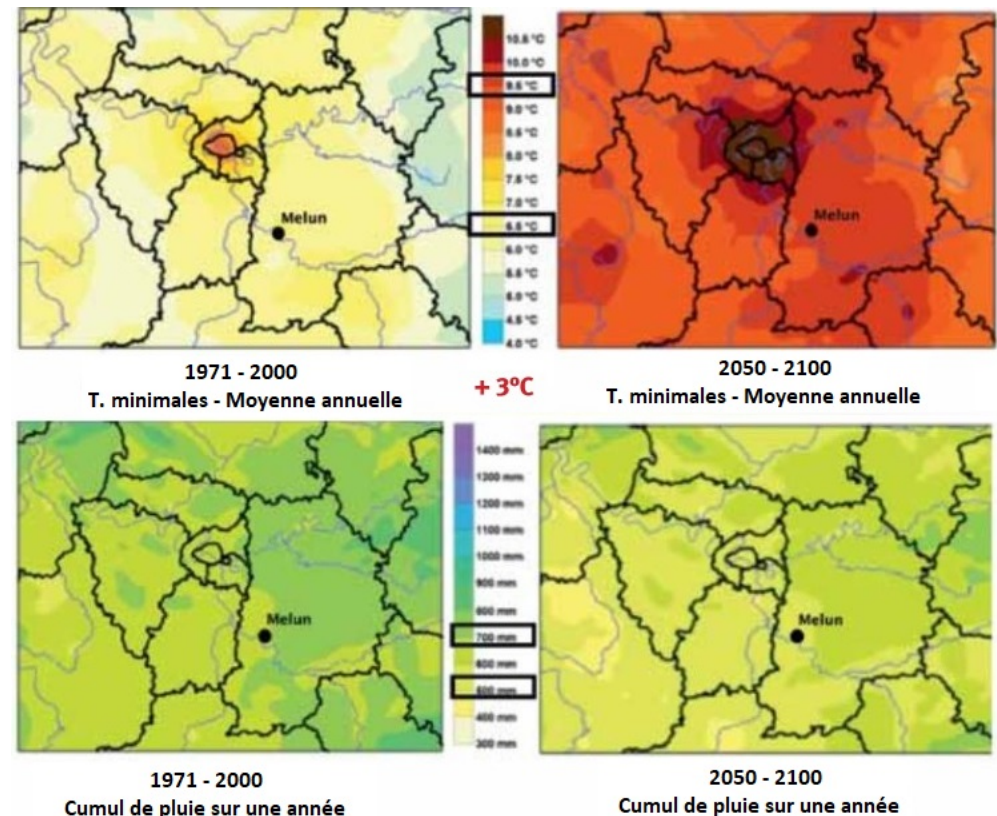 10.5 °C
10.0 °C
9.5 °C
9.0 °C
8.5 °C
8.0 °C
7.5 °C
7.0 °C
6.5 °C
6.0 °C
5.5 °C
5.0 °C
4.5 °C
4.0 °C
Melun
Melun
1971 - 2000
T. minimales - Moyenne annuelle
+ 3°C
2050 - 2100
T. minimales - Moyenne annuelle
1400 mm
1300 mm
1200 mm
1100 mm
1000 mm
900 mm
800 mm
700 mm
600 mm
500 mm
400 mm
300 mm
Melun
Melun
1971 - 2000
Cumul de pluie sur une année
2050 - 2100
Cumul de pluie sur une année